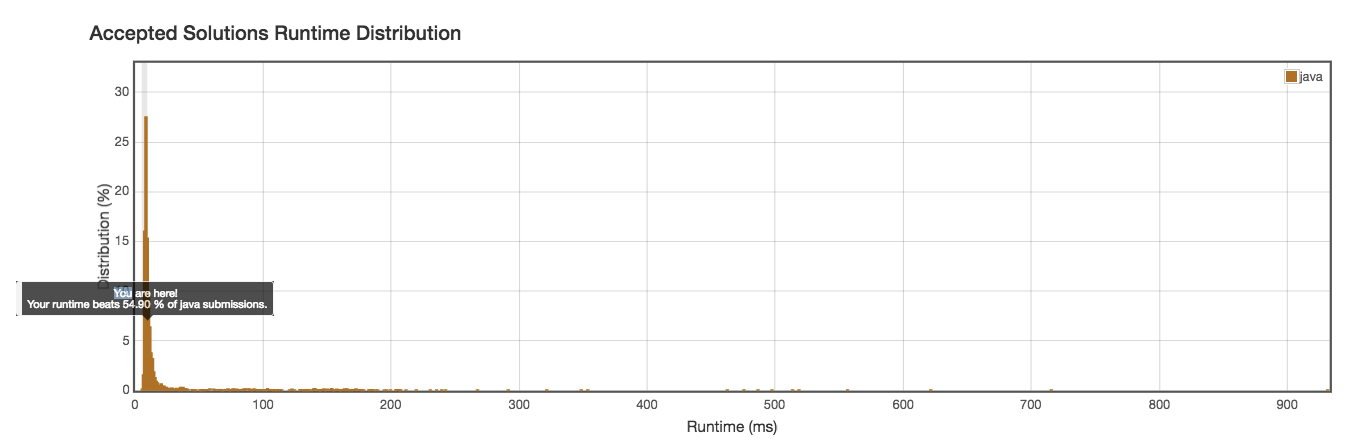 Accepted Solutions Runtime Distribution
java
30
25
20
15
5
0
Distribution (%)
You are here!
Your runtime beats 54.90 % of java submissions.
0 100 200 300 400 500 600 700 800 900
Runtime (ms)